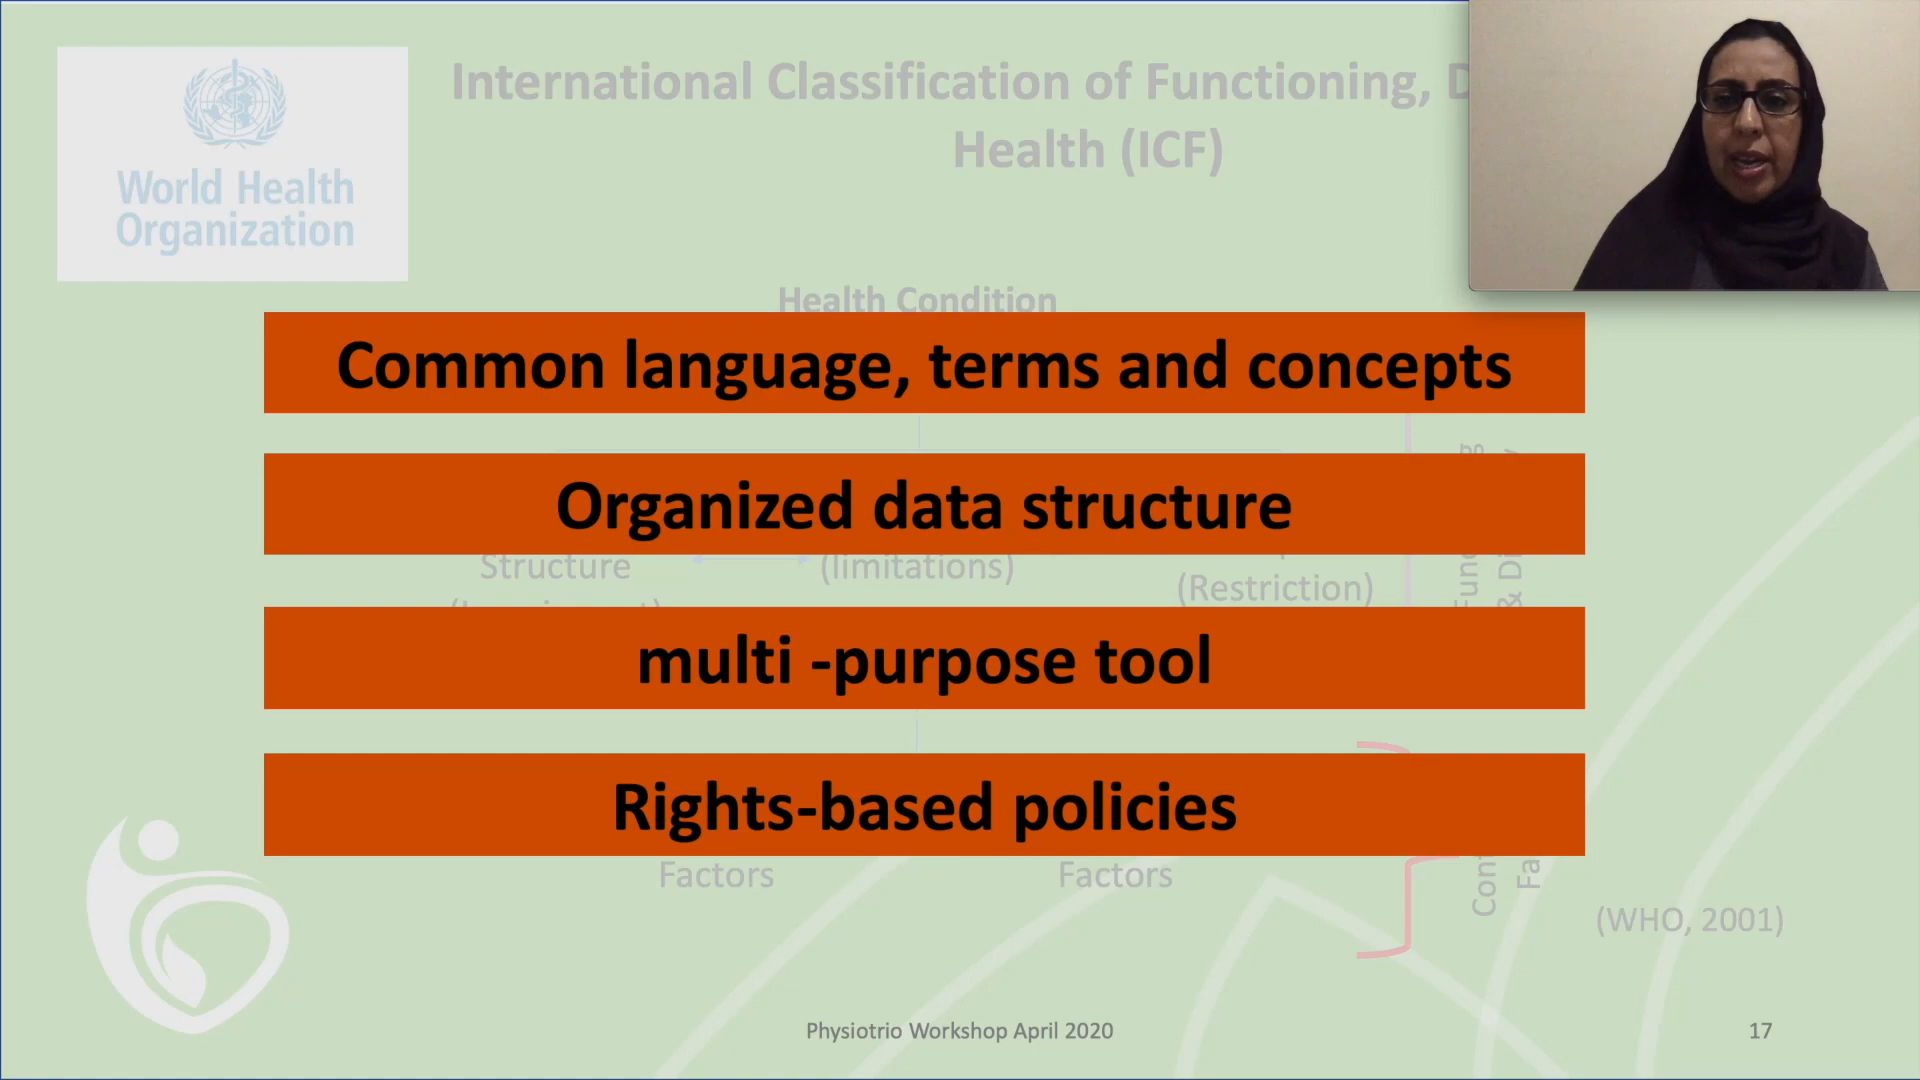 World Health
Organization
International Classification of Functioning,
Health (ICF)
Health Condition
Common language, terms and concepts
Organized data structure
Structure
(limitations)
(Restriction)
multi -purpose tool
Rights-based policies
Factors
Factors
(WHO, 2001)
Physiotrio Workshop April 2020
17